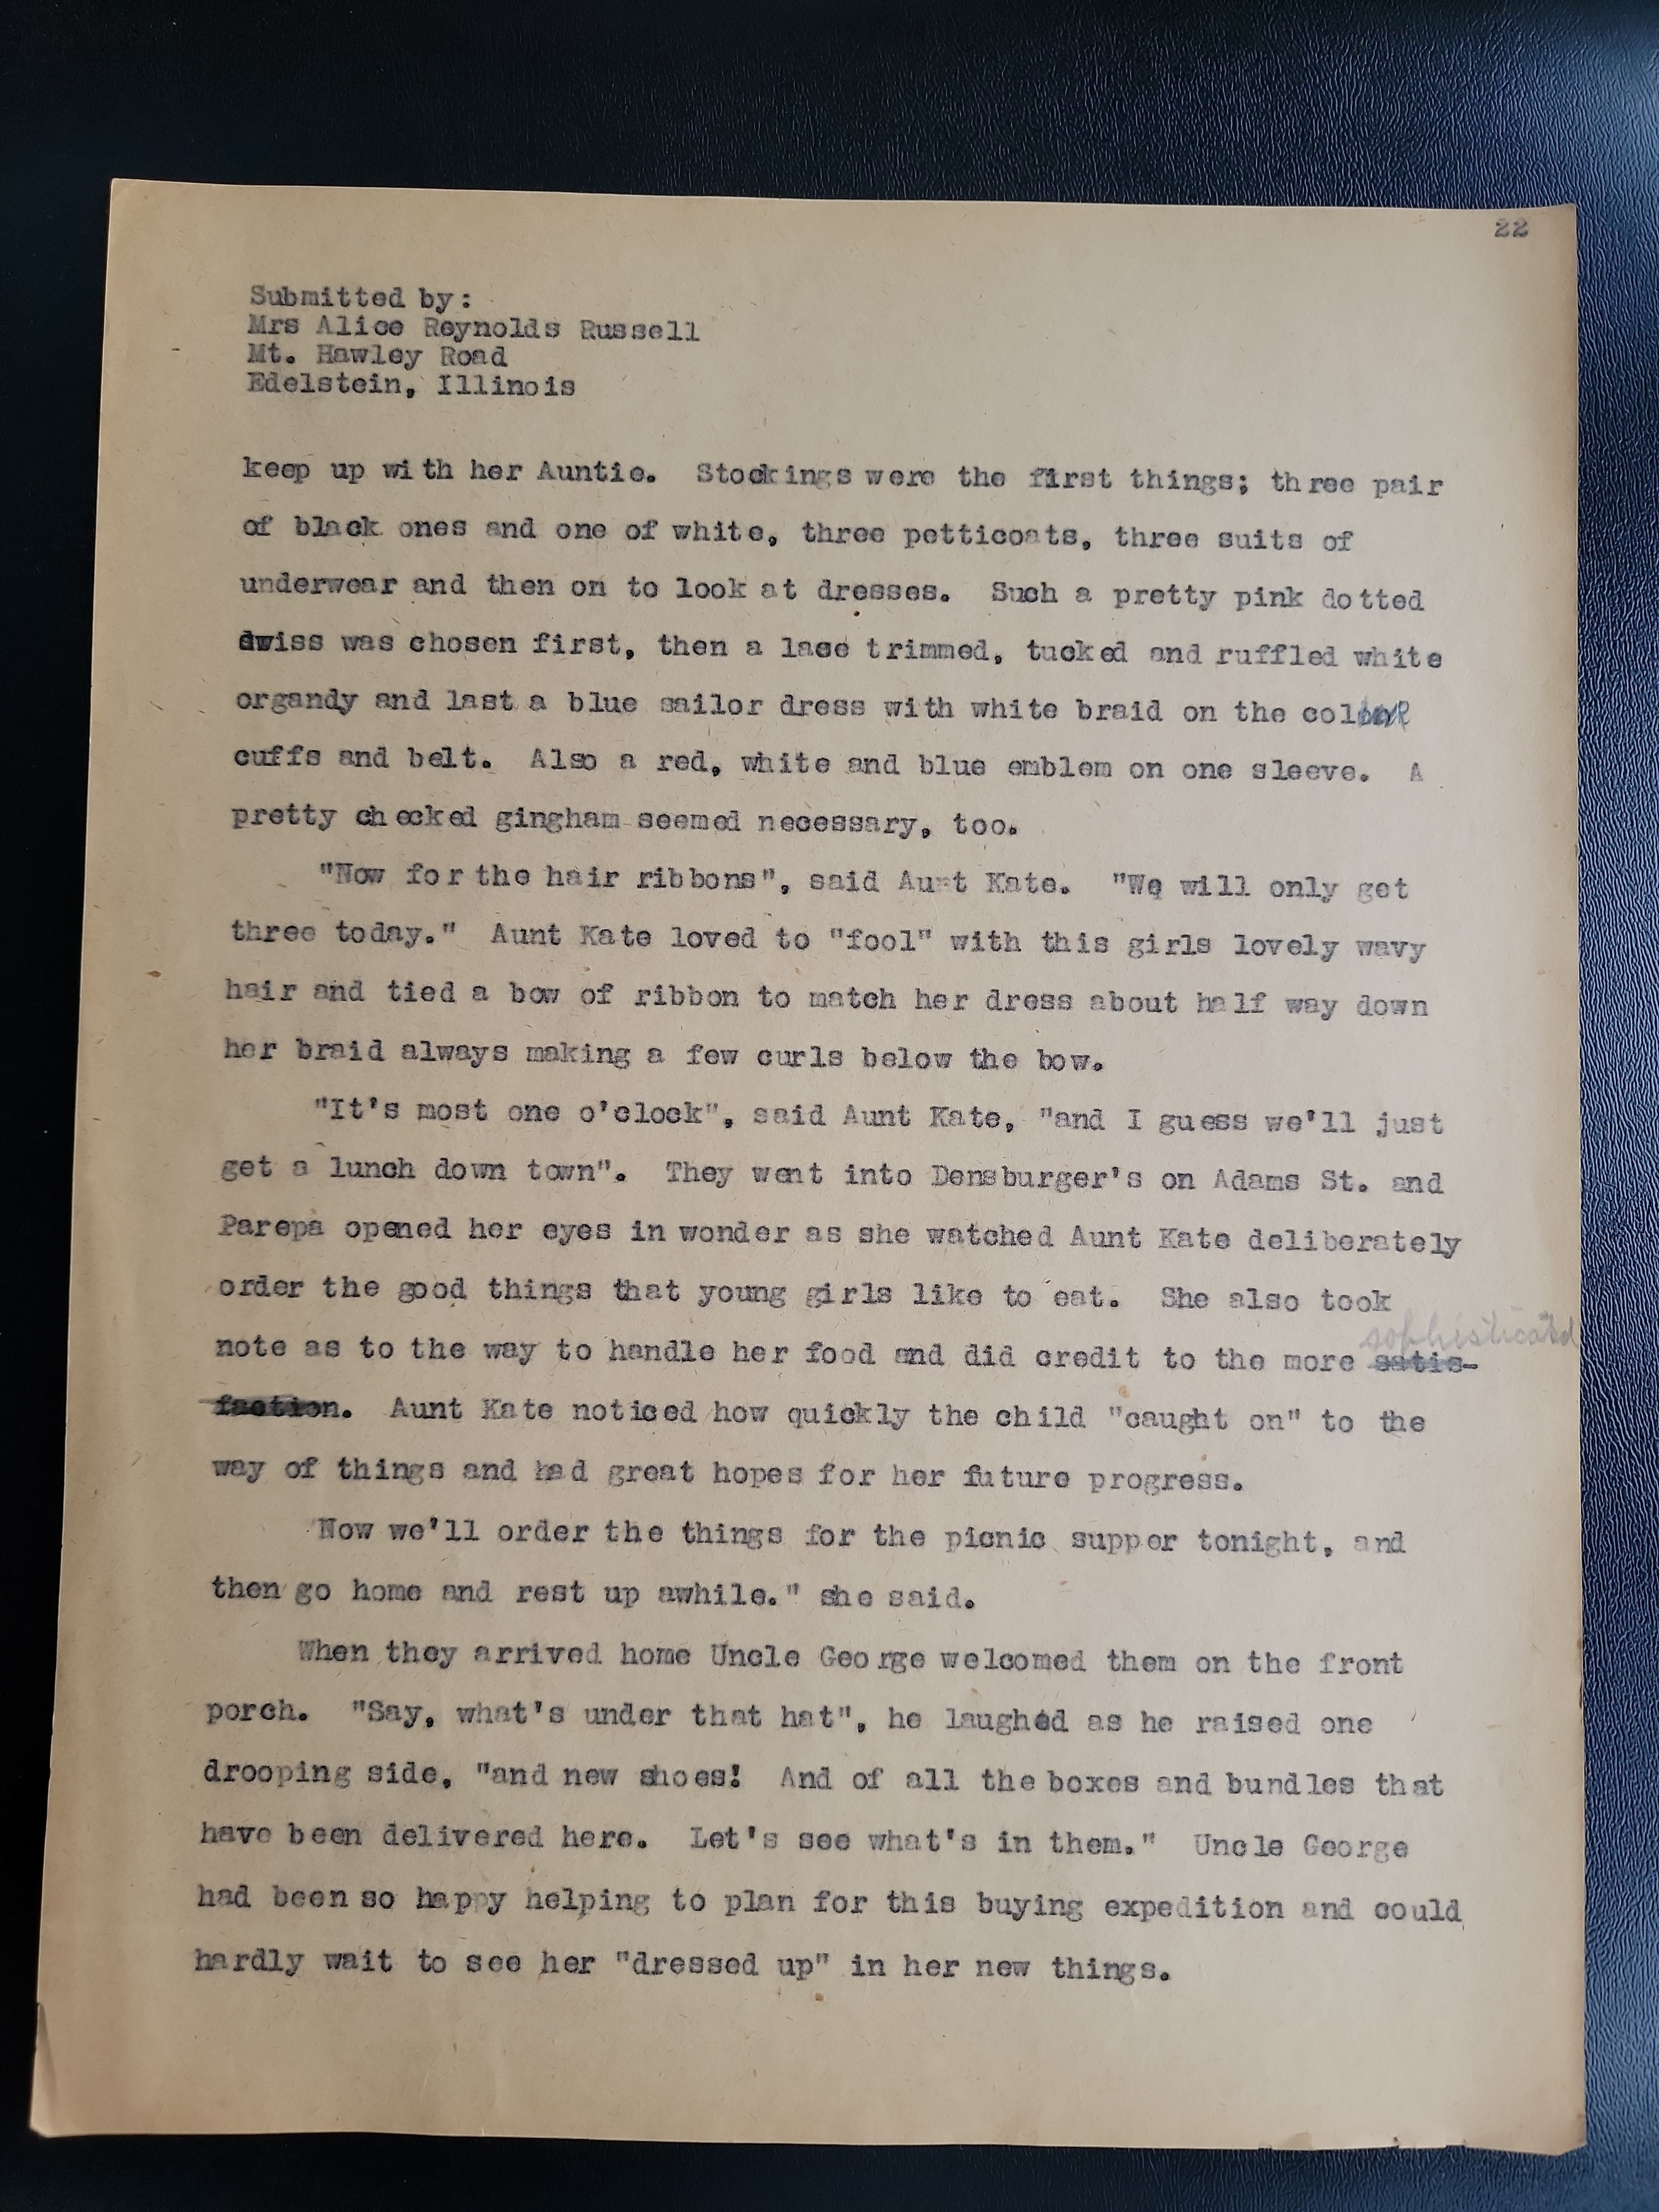 22
Submitted by:
Mrs Alice Reynolds Russell
Mt. Hawley Road
Edelstein, Illinois
keep up with her Auntie. Stockings were the first things; three pair
of black ones and one of white, three petticoats, three suits of
underwear and then on to look at dresses. Such a pretty pink dotted
swiss was chosen first, then a lace trimmed, tucked and ruffled white
organdy and last a blue sailor dress with white braid on the collar
cuffs and belt. Also a red, white and blue emblem on one sleeve. A
pretty checked gingham seemed necessary, too.
"Now for the hair ribbons", said Aunt Kate. "We will only get
three today." Aunt Kate loved to "fool" with this girls lovely wavy
hair and tied a bow of ribbon to match her dress about half way down
her braid always making a few curls below the bow.
"It's most one o'clock", said Aunt Kate, "and I guess we'll just
get a lunch down town". They went into Densburger's on Adams St. and
Parepa opened her eyes in wonder as she watched Aunt Kate deliberately
order the good things that young girls like to eat. She also took
sophisticated
note as to the way to handle her food and did credit to the more satis-
faction. Aunt Kate noticed how quickly the child "caught on" to the
way of things and had great hopes for her future progress.
"Now we'll order the things for the picnic supper tonight, and
then go home and rest up awhile." she said.
When they arrived home Uncle George welcomed them on the front
porch. "Say, what's under that hat", he laughed as he raised one
drooping side, "and new shoes! And of all the boxes and bundles that
have been delivered here. Let's see what's in them." Uncle George
had been so happy helping to plan for this buying expedition and could
hardly wait to see her "dressed up" in her new things.